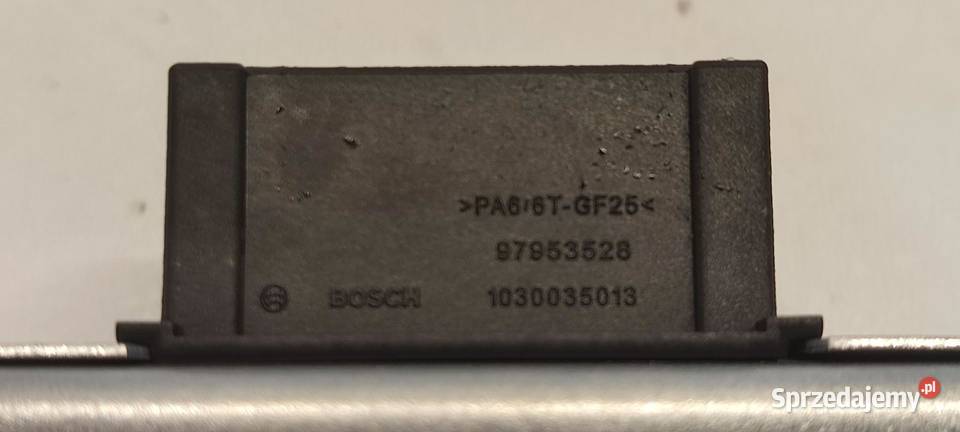 >PA6/6T-GF25<
97953528
BOSCH 1030035013
Sprzedajemy.pl